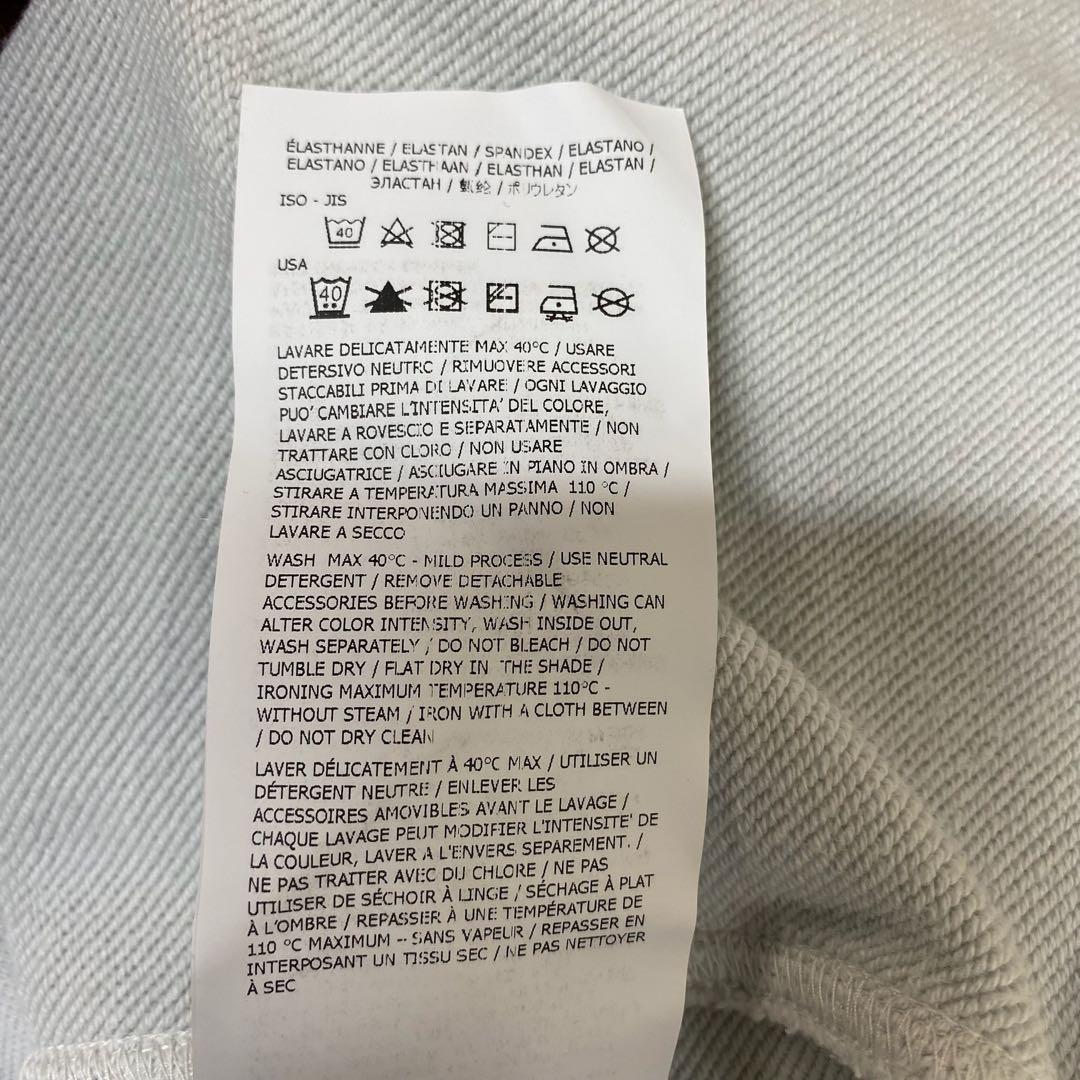 ÉLASTHANNE / ELASTAN / SPANDEX / ELASTANO /
ELASTANO / ELASTHAAN / ELASTHAN / ELASTAN /
ЭЛАСТАН / / ポリウレタン
ISO - JIS
40
USA
40
LAVARE DELICATAMENTE MAX 40°C / USARE
DETERSIVO NEUTRO / RIMUOVERE ACCESSORI
STACCABILI PRIMA DI LAVARE / OGNI LAVAGGIO
PUO' CAMBIARE L'INTENSITA' DEL COLORE,
LAVARE A ROVESCIO E SEPARATAMENTE / NON
TRATTARE CON CLORO / NON USARE
ASCIUGATRICE / ASCIUGARE IN PIANO IN OMBRA /
STIRARE A TEMPERATURA MASSIMA 110 °C /
STIRARE INTERPONENDO UN PANNO / NON
LAVARE A SECCO
WASH MAX 40°C - MILD PROCESS / USE NEUTRAL
DETERGENT / REMOVE DETACHABLE
ACCESSORIES BEFORE WASHING / WASHING CAN
ALTER COLOR INTENSITY, WASH INSIDE OUT,
WASH SEPARATELY / DO NOT BLEACH / DO NOT
TUMBLE DRY / FLAT DRY IN THE SHADE /
IRONING MAXIMUM TEMPERATURE 110°C -
WITHOUT STEAM / IRON WITH A CLOTH BETWEEN
/ DO NOT DRY CLEAN
LAVER DÉLICATEMENT À 40°C MAX / UTILISER UN
DÉTERGENT NEUTRE / ENLEVER LES
ACCESSOIRES AMOVIBLES AVANT LE LAVAGE /
CHAQUE LAVAGE PEUT MODIFIER L'INTENSITE' DE
LA COULEUR, LAVER A L'ENVERS SEPAREMENT. /
NE PAS TRAITER AVEC DU CHLORE / NE PAS
UTILISER DE SÉCHOIR À LINGE / SÉCHAGE À PLAT
À L'OMBRE / REPASSER À UNE TEMPÉRATURE DE
110 °C MAXIMUM - SANS VAPEUR / REPASSER EN
INTERPOSANT UN TISSU SEC / NE PAS NETTOYER
À SEC